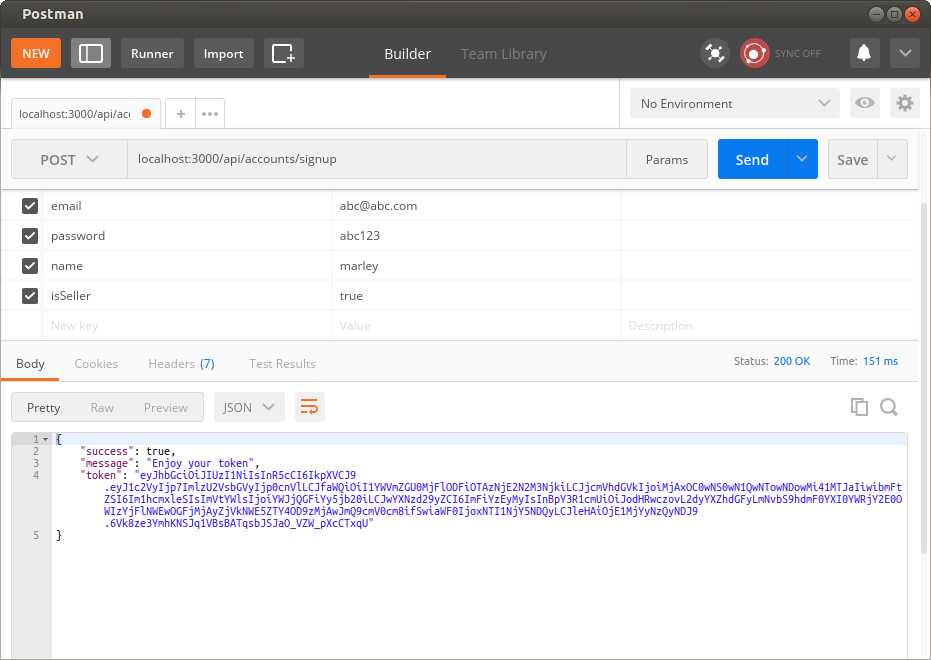 Postman
NEW Runner Import Builder Team Library SYNC OFF
localhost:3000/api/acc No Environment
POST localhost:3000/api/accounts/signup Params Send Save
email abc@abc.com
password abc123
name marley
isSeller true
New key Value Description
Body Cookies Headers (7) Test Results Status: 200 OK Time: 151 ms
Pretty Raw Preview JSON
1 {
2 "success": true,
3 "message": "Enjoy your token",
4 "token": "eyJhbGciOiJIUzI1NiIsInR5cCI6IkpXVCJ9
.eyJ1c2VyIjp7ImlzU2VsbGVyIjp0cnVlLCJfaWQiOiI1YWVmZGU0MjFlODFiOTAzNjE2N2M3NjkiLCJjcmVhdGVkIjoiMjAxOC0wNS0wN1QwNTowNDowMi41MTJaIiwibmFt
ZSI6Im1hcmxleSIsImVtYWlsIjoiYWJjQGFiYy5jb20iLCJwYXNzd29yZCI6ImFiYzEyMyIsInBpY3R1cmUiOiJodHRwczovL2dyYXZhdGFyLmNvbS9hdmF0YXI0YWRjY2E0O
WIzYjFlNWEwOGFjMjAyZjVkNWE5ZTY4OD9zMjAwJmQ9cmV0cm8ifSwiaWF0IjoxNTI1NjY5NDQyLCJleHAiOjE1MjYyNzQyNDJ9
.6Vk8ze3YmhKNSJq1VBsBATqsbJSJaO_VZW_pXcCTxqU"
5 }